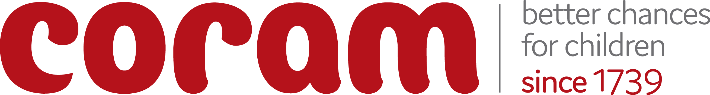 coram
better chances
for children
since 1739